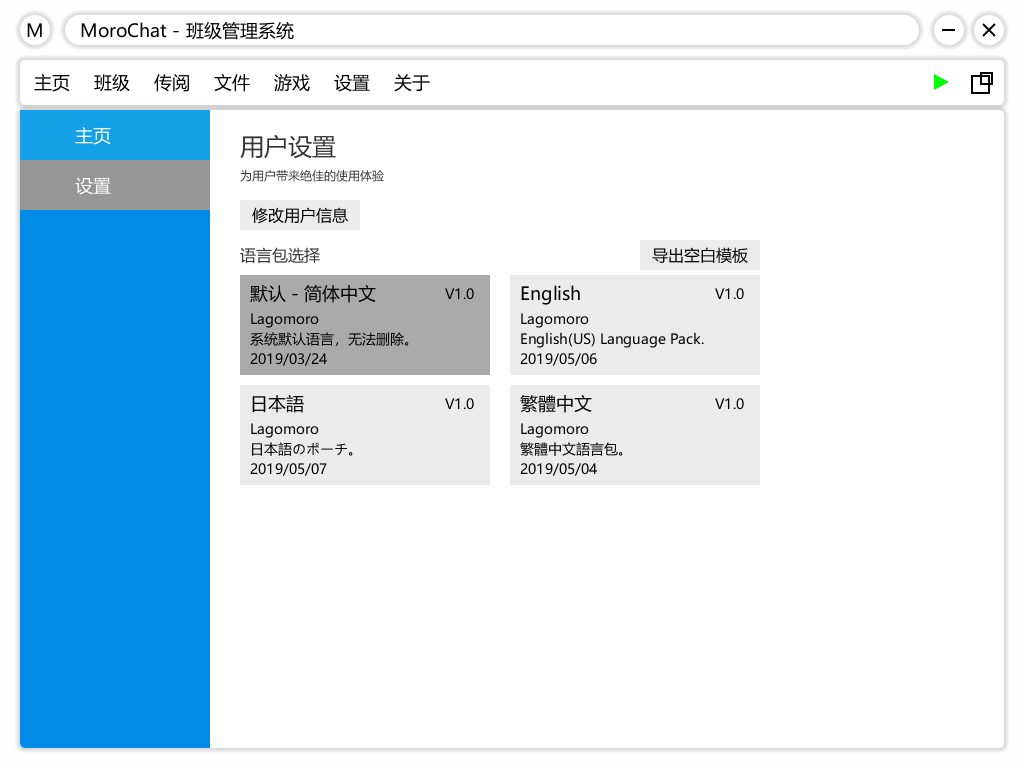 M
MoroChat - 班级管理系统
主页 班级 传阅 文件 游戏 设置 关于
主页
设置
用户设置
为用户带来绝佳的使用体验
修改用户信息
语言包选择
导出空白模板
默认 - 简体中文 V1.0
Lagomoro
系统默认语言，无法删除。
2019/03/24
English V1.0
Lagomoro
English(US) Language Pack.
2019/05/06
日本語 V1.0
Lagomoro
日本語のポーチ。
2019/05/07
繁體中文 V1.0
Lagomoro
繁體中文語言包。
2019/05/04